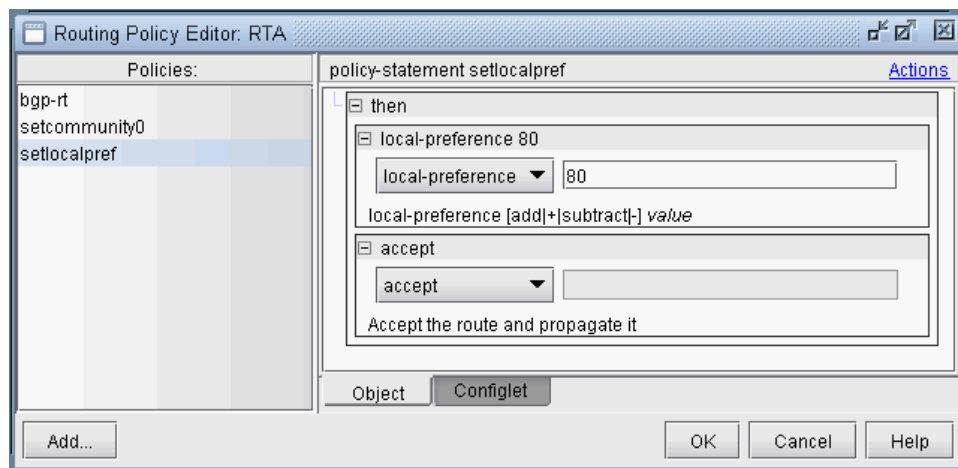 Routing Policy Editor: RTA
Policies:
bgp-rt
setcommunity0
setlocalpref
policy-statement setlocalpref
Actions
then
local-preference 80
local-preference
80
local-preference [add|+|subtract|-] value
accept
accept
Accept the route and propagate it
Object
Configlet
Add...
OK
Cancel
Help